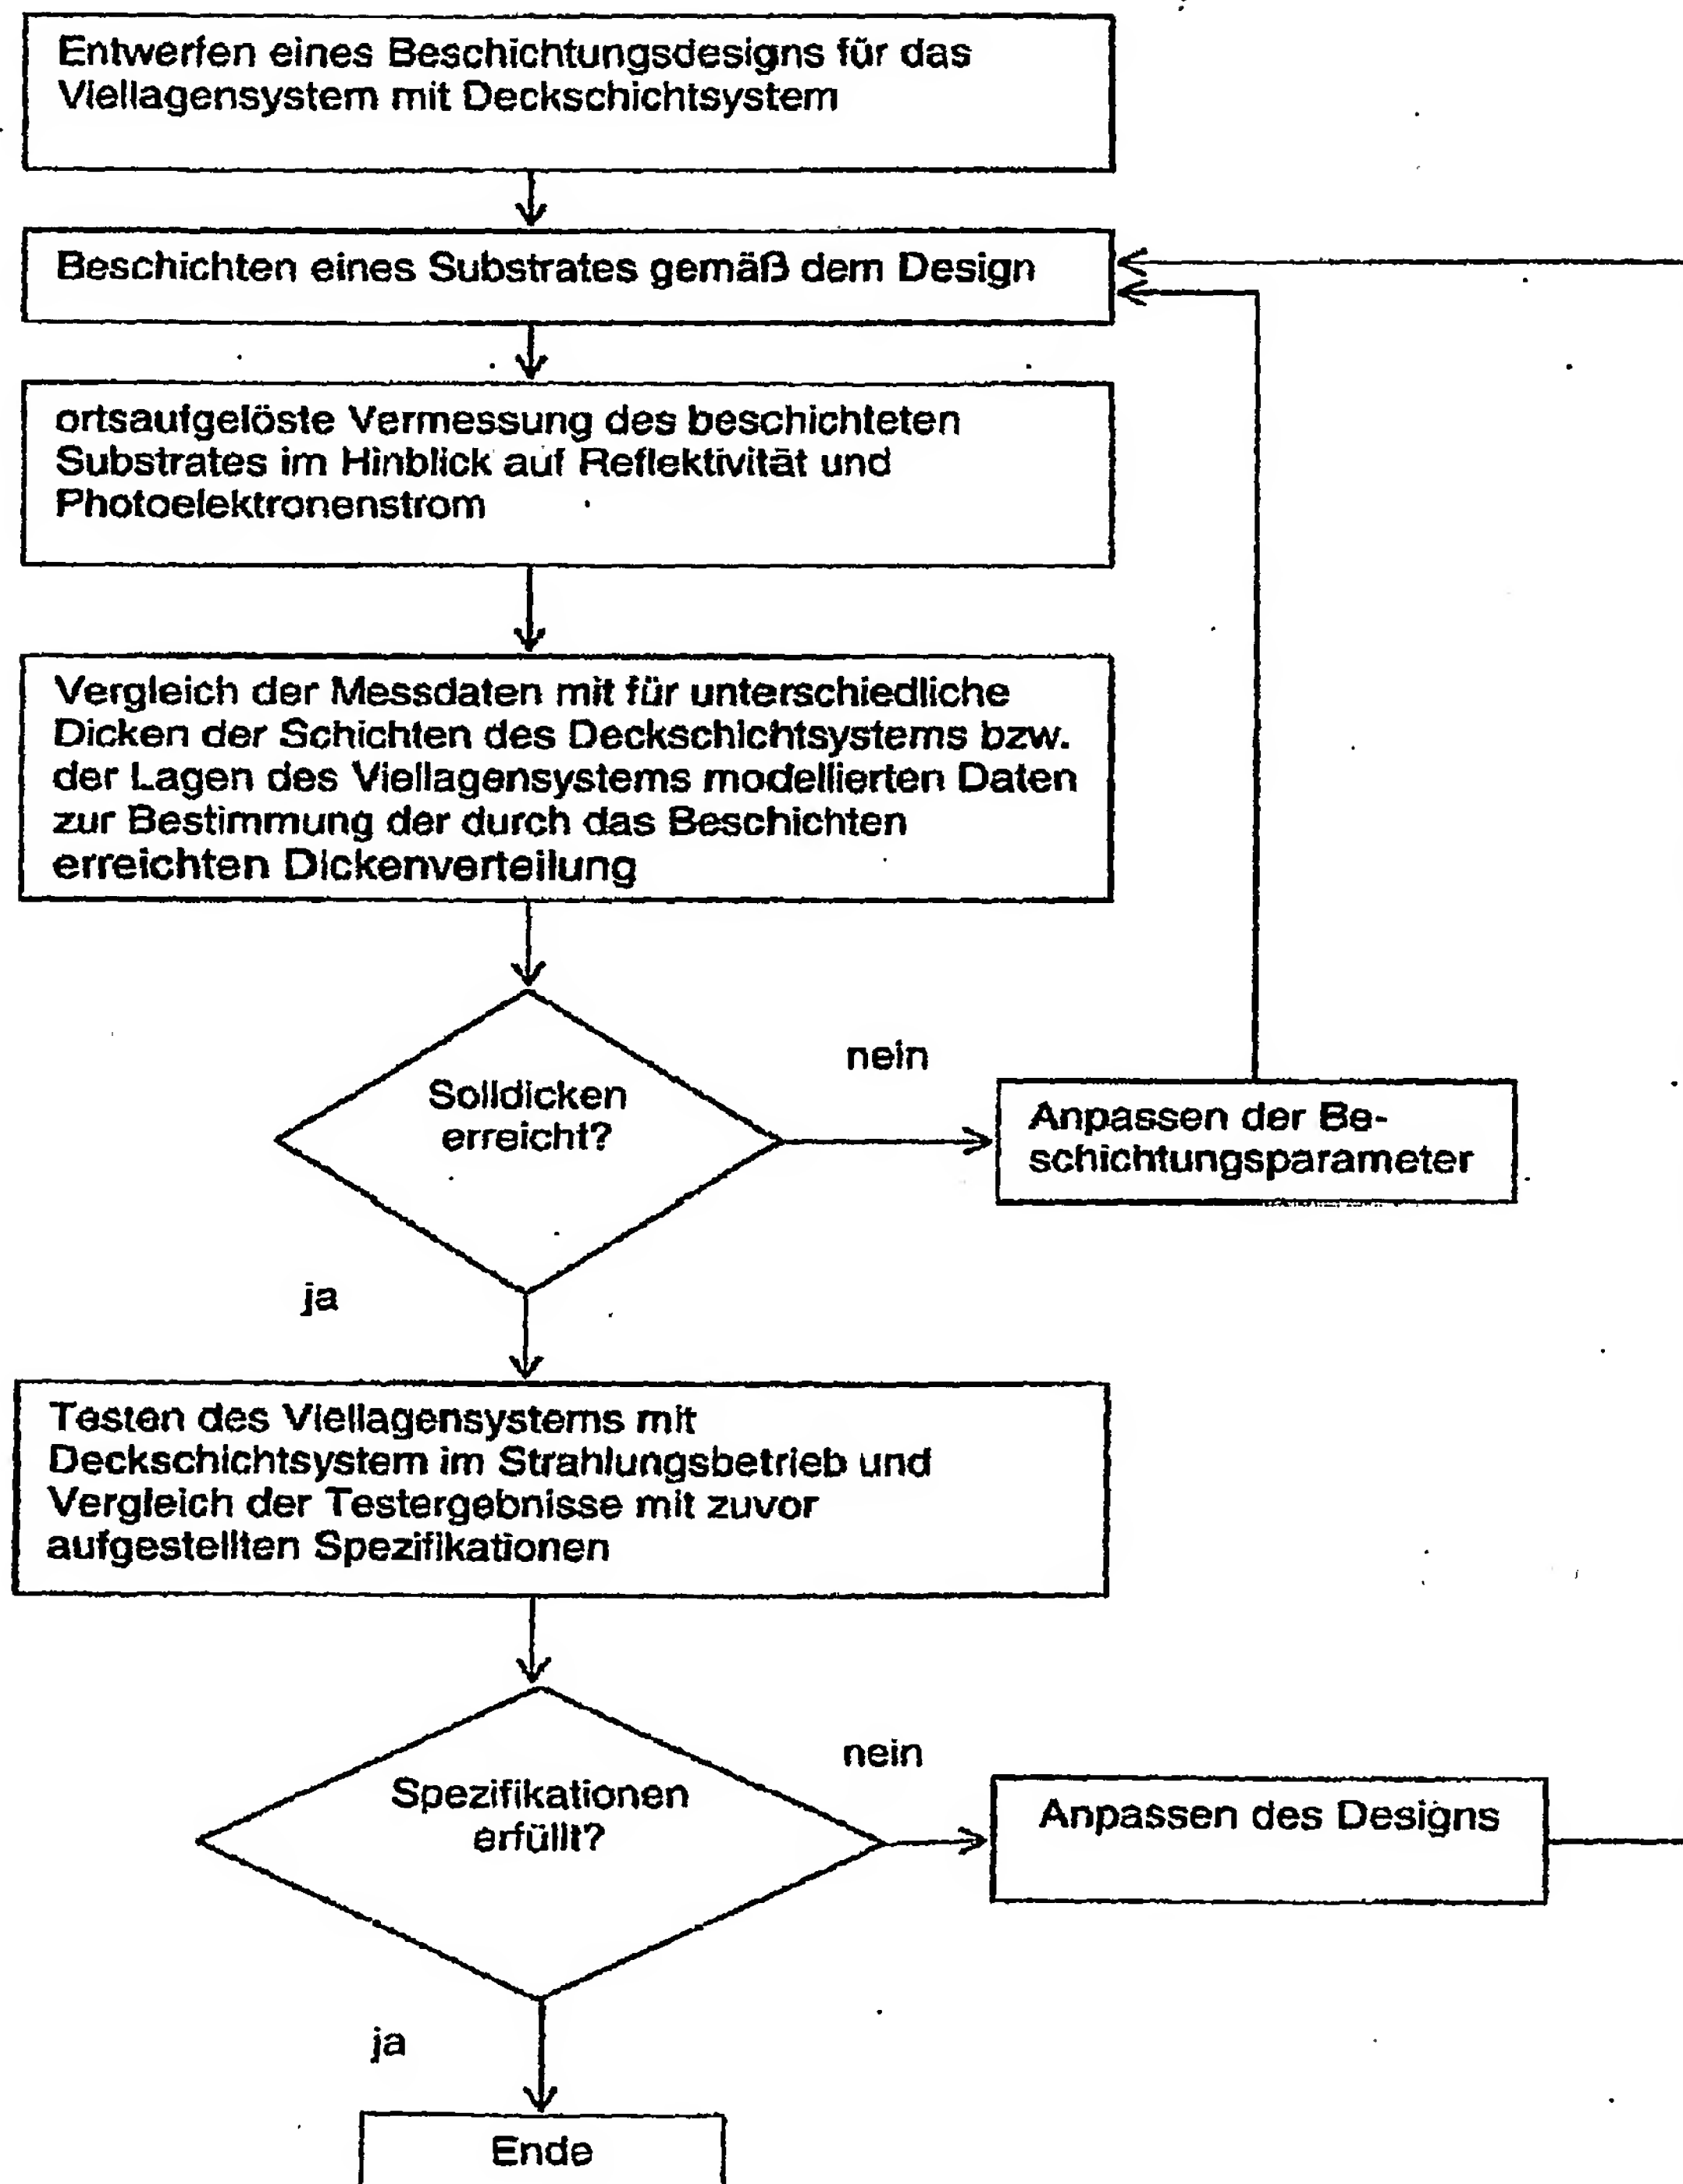 Entwerfen eines Beschichtungsdesigns für das
Viellagensystem mit Deckschichtsystem
Beschichten eines Substrates gemäß dem Design
ortsaufgelöste Vermessung des beschichteten
Substrates im Hinblick auf Reflektivität und
Photoelektronenstrom
Vergleich der Messdaten mit für unterschiedliche
Dicken der Schichten des Deckschichtsystems bzw.
der Lagen des Viellagensystems modellierten Daten
zur Bestimmung der durch das Beschichten
erreichten Dickenverteilung
nein
Solldicken
erreicht?
Anpassen der Be-
schichtungsparameter
ja
Testen des Viellagensystems mit
Deckschichtsystem im Strahlungsbetrieb und
Vergleich der Testergebnisse mit zuvor
aufgestellten Spezifikationen
nein
Spezifikationen
erfüllt?
Anpassen des Designs
ja
Ende